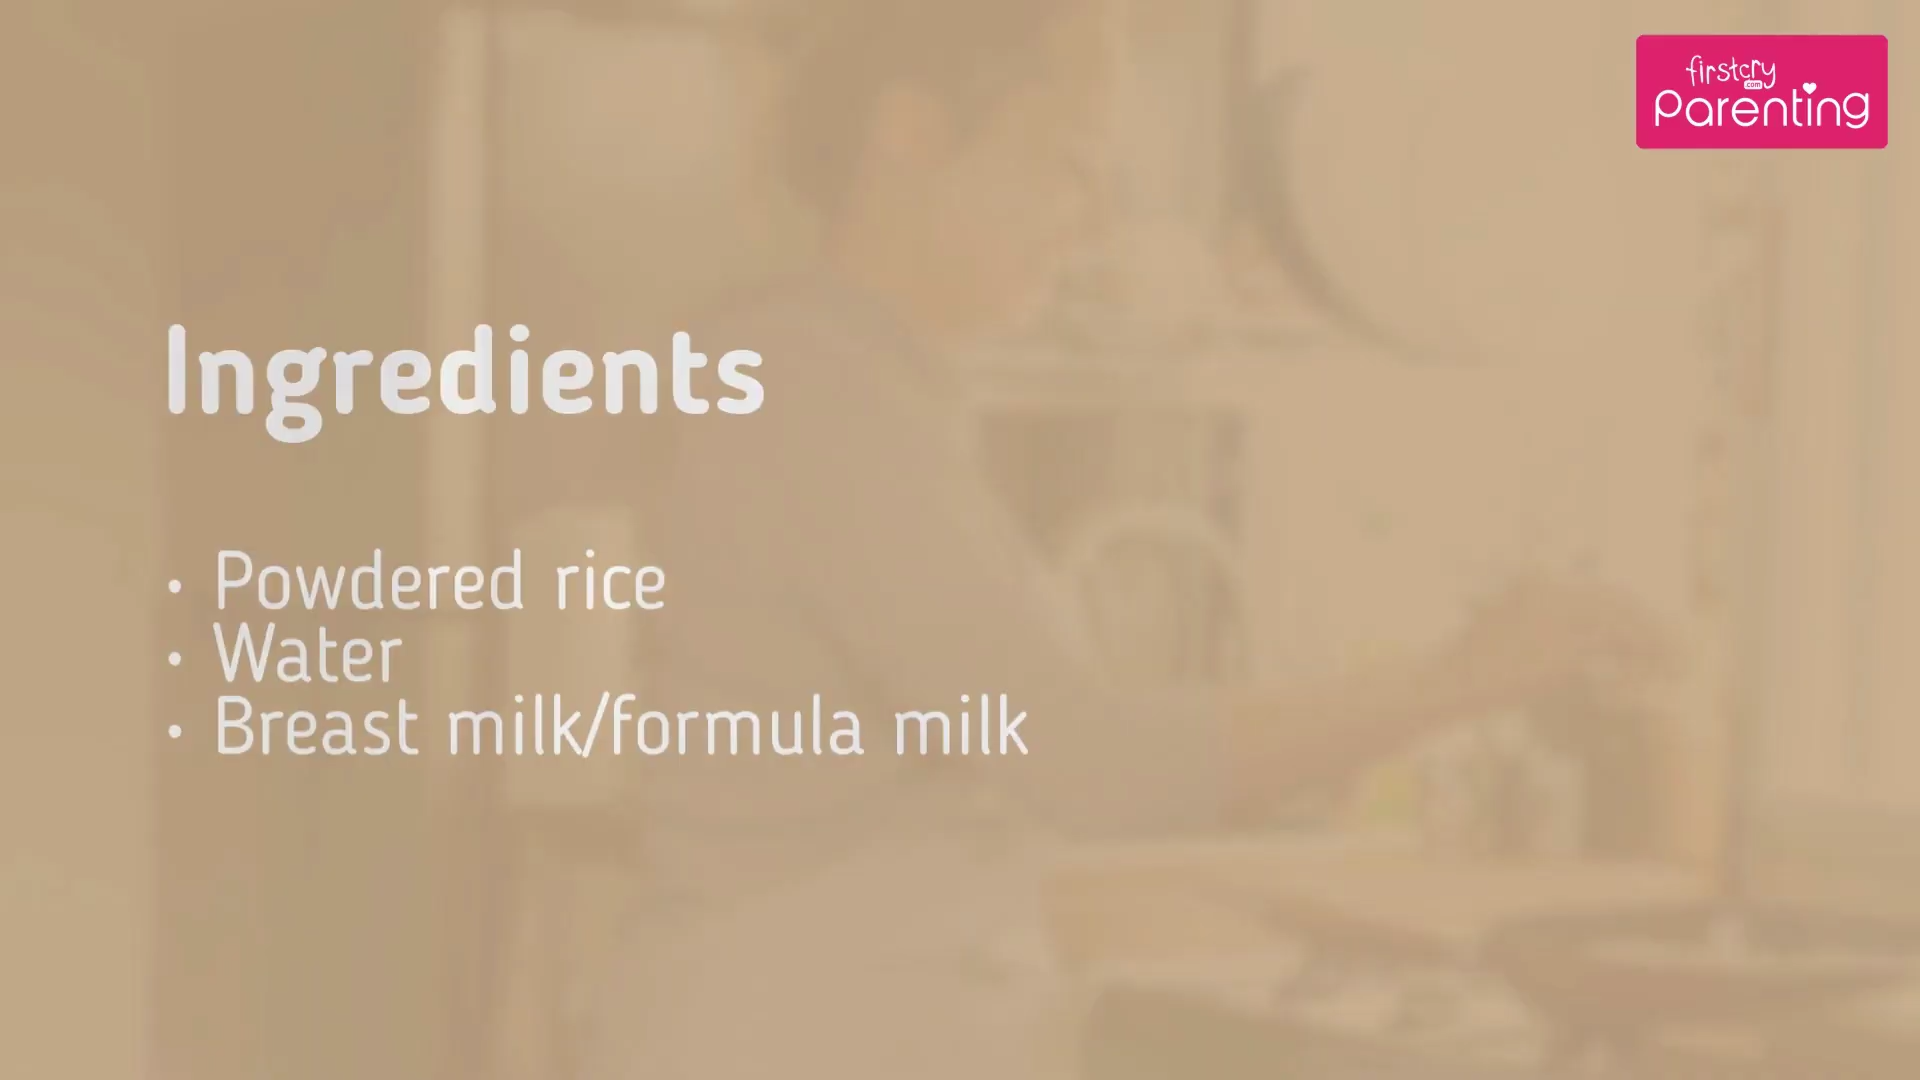 firstcry
.com
Parenting
Ingredients
• Powdered rice
• Water
• Breast milk/formula milk